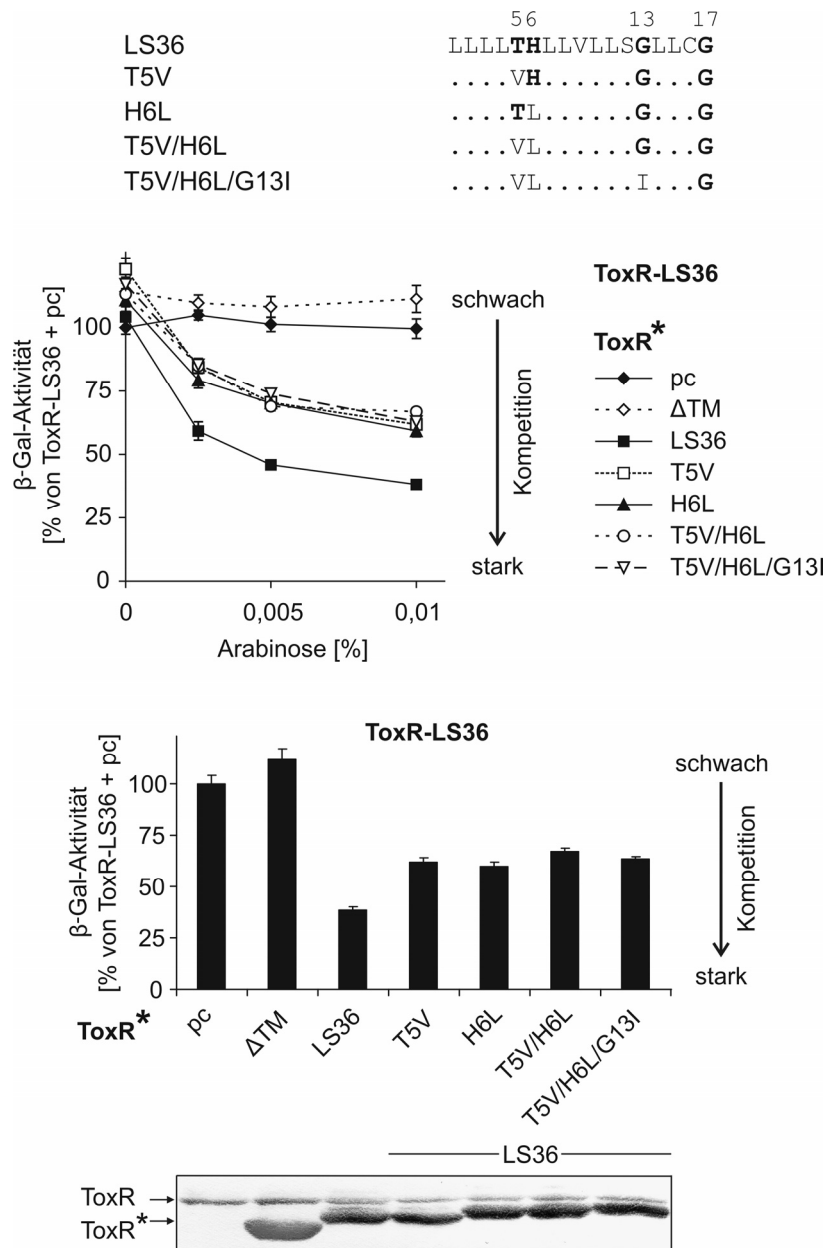 56 13 17
LS36 LLLLTHLLVLLSGLLCG
T5V ....VH......G...G
H6L ....TL......G...G
T5V/H6L ....VL......G...G
T5V/H6L/G13I ....VL......I...G
β-Gal-Aktivität
[% von ToxR-LS36 + pc]
100
75
50
25
0
0 0,005 0,01
Arabinose [%]
schwach
Kompetition
stark
ToxR-LS36
ToxR*
pc
ΔTM
LS36
T5V
H6L
T5V/H6L
T5V/H6L/G13I
ToxR-LS36
β-Gal-Aktivität
[% von ToxR-LS36 + pc]
100
75
50
25
0
schwach
Kompetition
stark
ToxR* pc ΔTM LS36 T5V H6L T5V/H6L T5V/H6L/G13I
LS36
ToxR
ToxR*